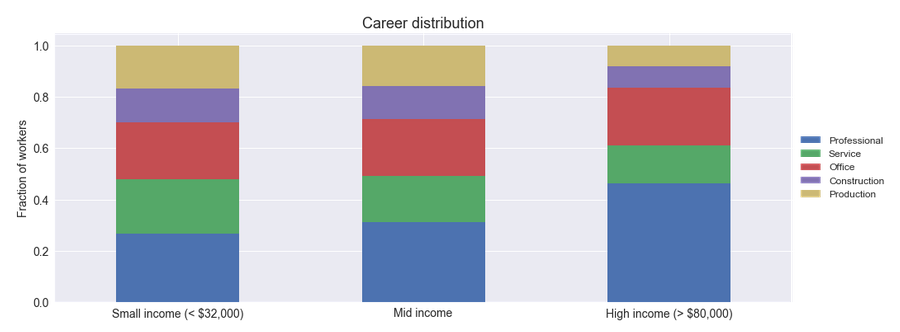 Career distribution
Fraction of workers
1.0
0.8
0.6
0.4
0.2
0.0
Small income (< $32,000)
Mid income
High income (> $80,000)
Professional
Service
Office
Construction
Production